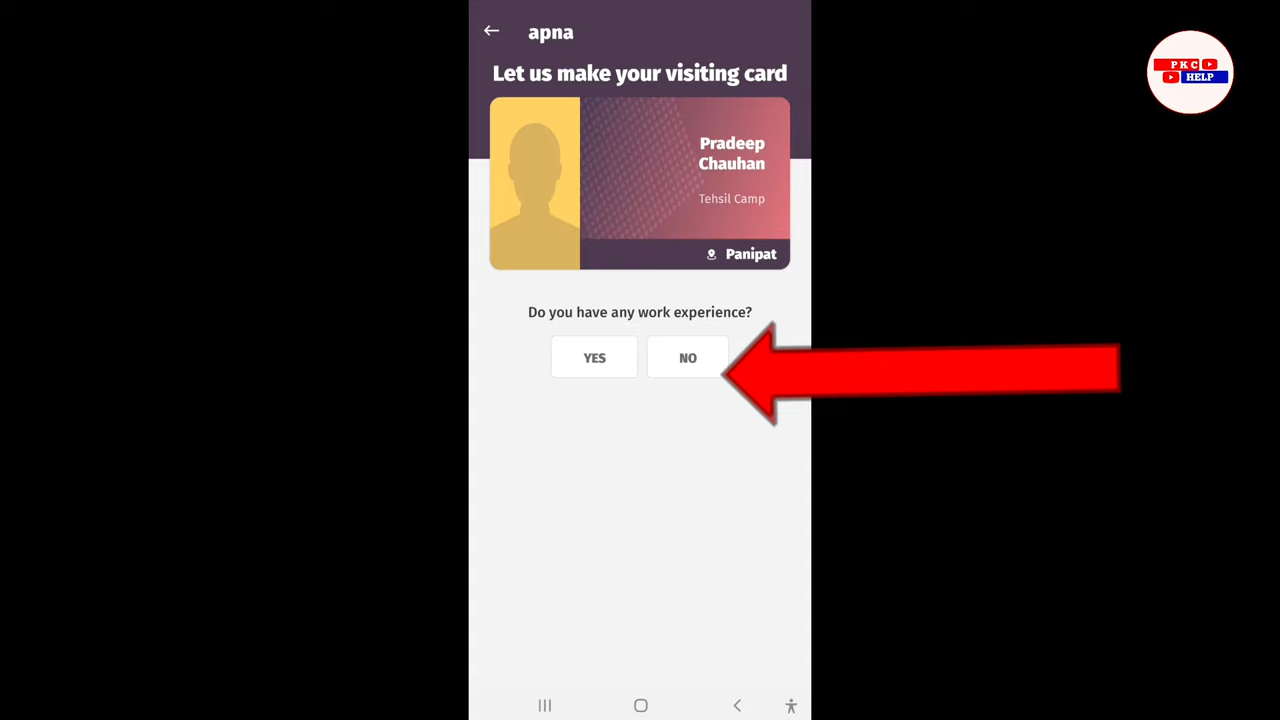 apna
Let us make your visiting card
Pradeep
Chauhan
Tehsil Camp
Panipat
Do you have any work experience?
YES NO
PKC
HELP